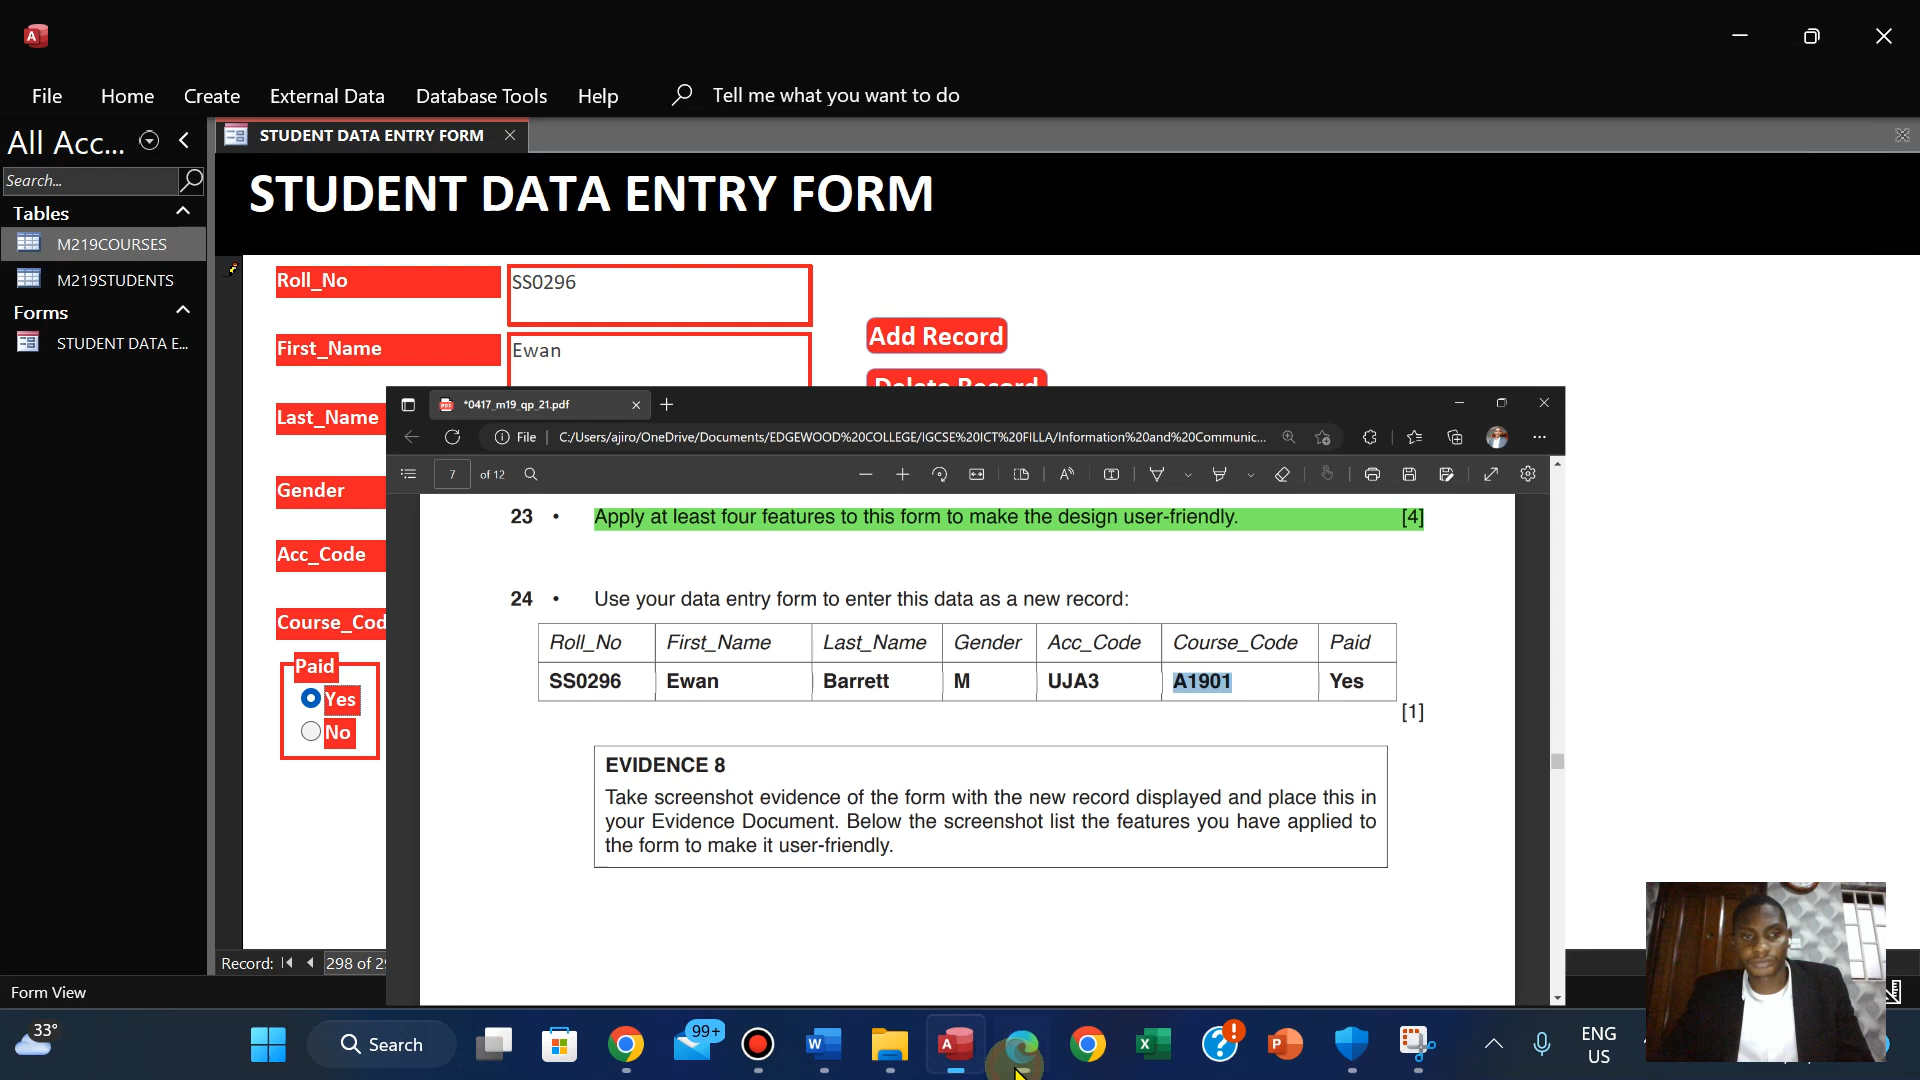 File Home Create External Data Database Tools Help Tell me what you want to do
All Acc...
STUDENT DATA ENTRY FORM
Search...
Tables
M219COURSES
M219STUDENTS
Forms
STUDENT DATA E...
STUDENT DATA ENTRY FORM
Roll_No SS0296
Add Record
First_Name Ewan
Delete Record
Last_Name
Gender
Acc_Code
Course_Cod
Paid
Yes
No
*0417_m19_qp_21.pdf
File C:/Users/ajiro/OneDrive/Documents/EDGEWOOD%20COLLEGE/IGCSE%20ICT%20FILLA/Information%20and%20Communic...
7 of 12
23 • Apply at least four features to this form to make the design user-friendly. [4]
24 • Use your data entry form to enter this data as a new record:
Roll_No First_Name Last_Name Gender Acc_Code Course_Code Paid
SS0296 Ewan Barrett M UJA3 A1901 Yes
[1]
EVIDENCE 8
Take screenshot evidence of the form with the new record displayed and place this in
your Evidence Document. Below the screenshot list the features you have applied to
the form to make it user-friendly.
Record: 298 of 29
Form View
33°
Search
99+
ENG
US